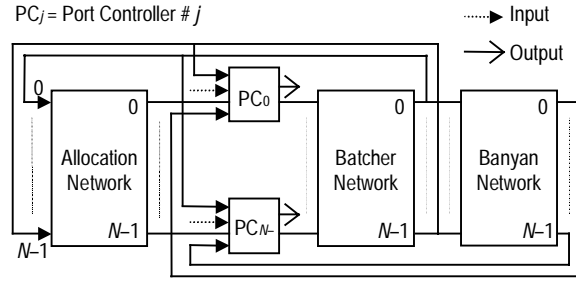 PCj = Port Controller # j
Input
Output
0
0
PC0
0
0
Allocation
Network
Batcher
Network
Banyan
Network
N–1
PCN–
N–1
N–1
N–1